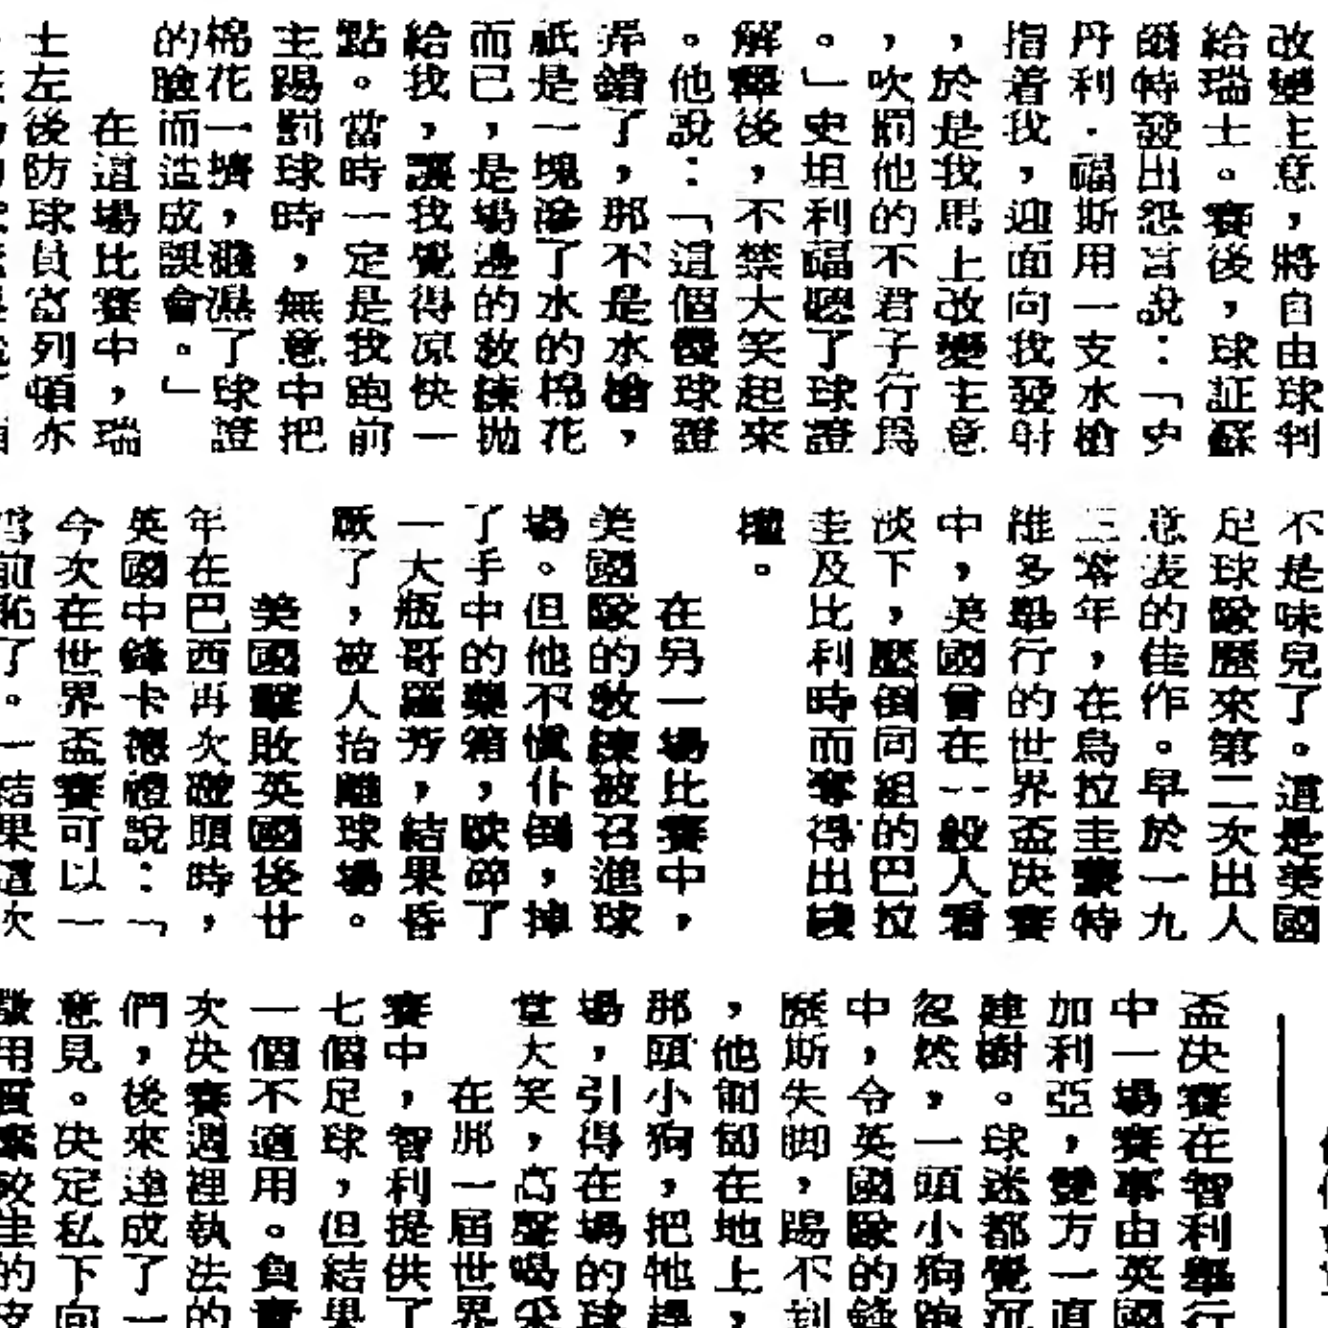 改變主意，將自由球判
給瑞士。賽後，球証蘇
爾特發出怨言說：「史
丹利．福斯用一支水槍
指着我，迎面向我發射
，於是我馬上改變主意
，吹罰他的不君子行爲
。」史坦利福聽了球證
解釋後，不禁大笑起來
。他說：「這個儍球證
弄錯了，那不是水槍，
祇是一塊滲了水的棉花
而已，是場邊的敎練拋
給我，讓我覺得凉快一
點。當時一定是我跑前
主踢罰球時，無意中把
棉花一擠，濺濕了球證
的臉而造成誤會。」
在這場比賽中，瑞
士左後防球員富列頓亦
不是味兒了。這是美國
足球隊歷來第二次出人
意表的佳作。早於一九
三零年，在烏拉圭蒙特
維多舉行的世界盃決賽
中，美國曾在一般人看
淡下，壓倒同組的巴拉
圭及比利時而奪得出綫
權。
在另一場比賽中，
美國隊的敎練被召進球
場。但他不愼仆倒，掉
了手中的藥箱，砍碎了
一大瓶哥羅芳，結果昏
厥了，被人抬離球場。
美國擊敗英國後廿
年在巴西再次碰頭時，
英國中鋒卡德禮說：「
今次在世界盃賽可以一
雪前恥了。一結果這次
盃決賽在智利舉行
中一場賽事由英國
加利亞，雙方一直
建樹。球迷都覺沉
忽然，一頭小狗跑
中，令英國隊的鋒
歷斯失脚，踢不到
，他匍匐在地上，
那頭小狗，把牠趕
場，引得在場的球
堂大笑，高聲喝采
在那一屆世界
賽中，智利提供了
七個足球，但結果
一個不適用。負責
次決賽週裡執法的
們，後來達成了一
意見。決定私下向